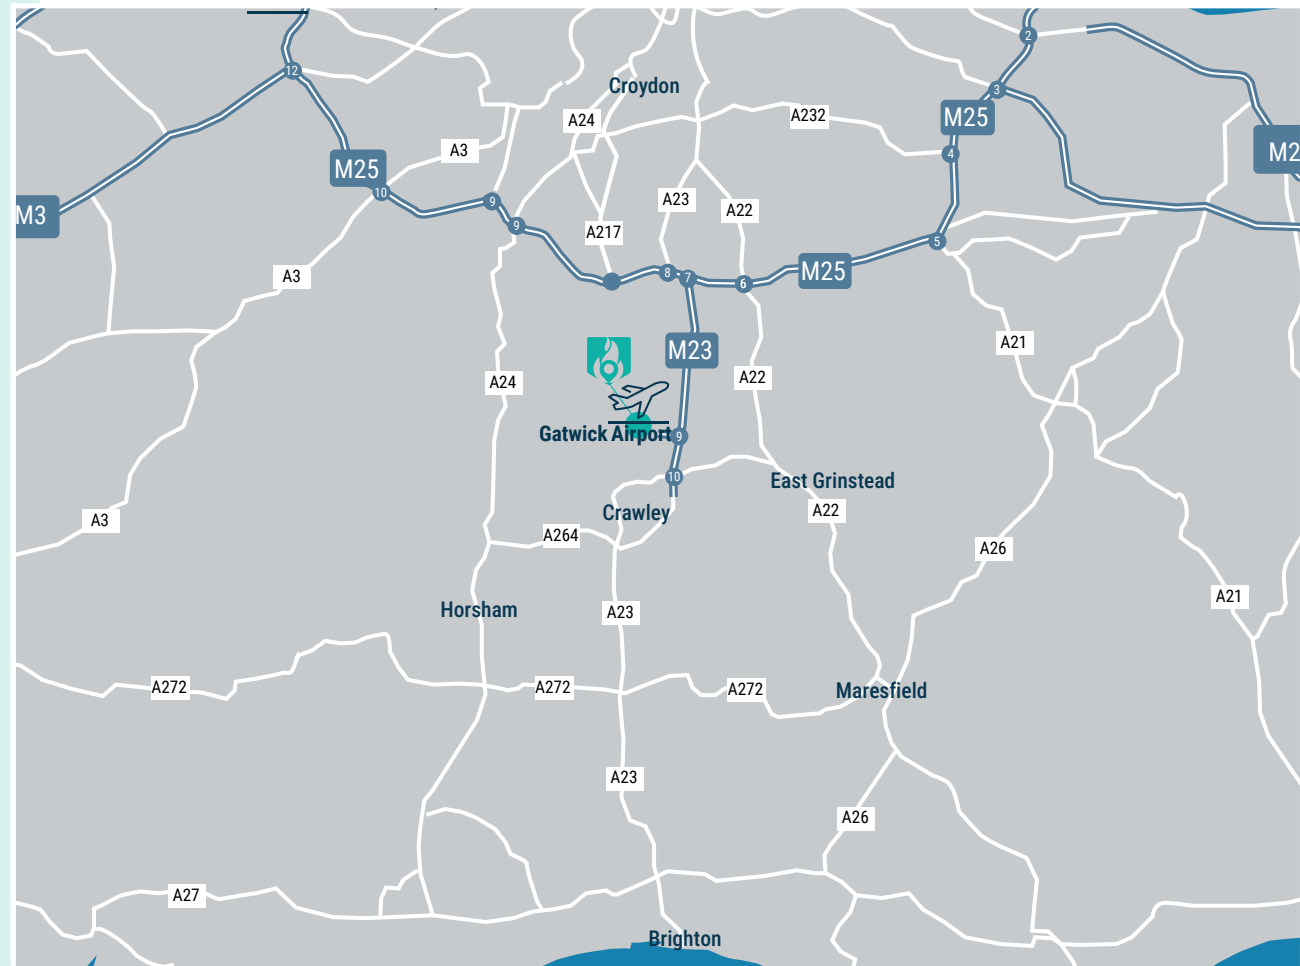 2
12
Croydon
3
M25
A24
A232
A3
M25
4
M2
10
9
A23
A22
M3
9
A217
5
8
7
6
M25
A3
A21
M23
A22
A24
Gatwick Airport
9
10
East Grinstead
Crawley
A22
A3
A264
A26
A21
Horsham
A23
A272
A272
A272
Maresfield
A23
A26
A27
Brighton